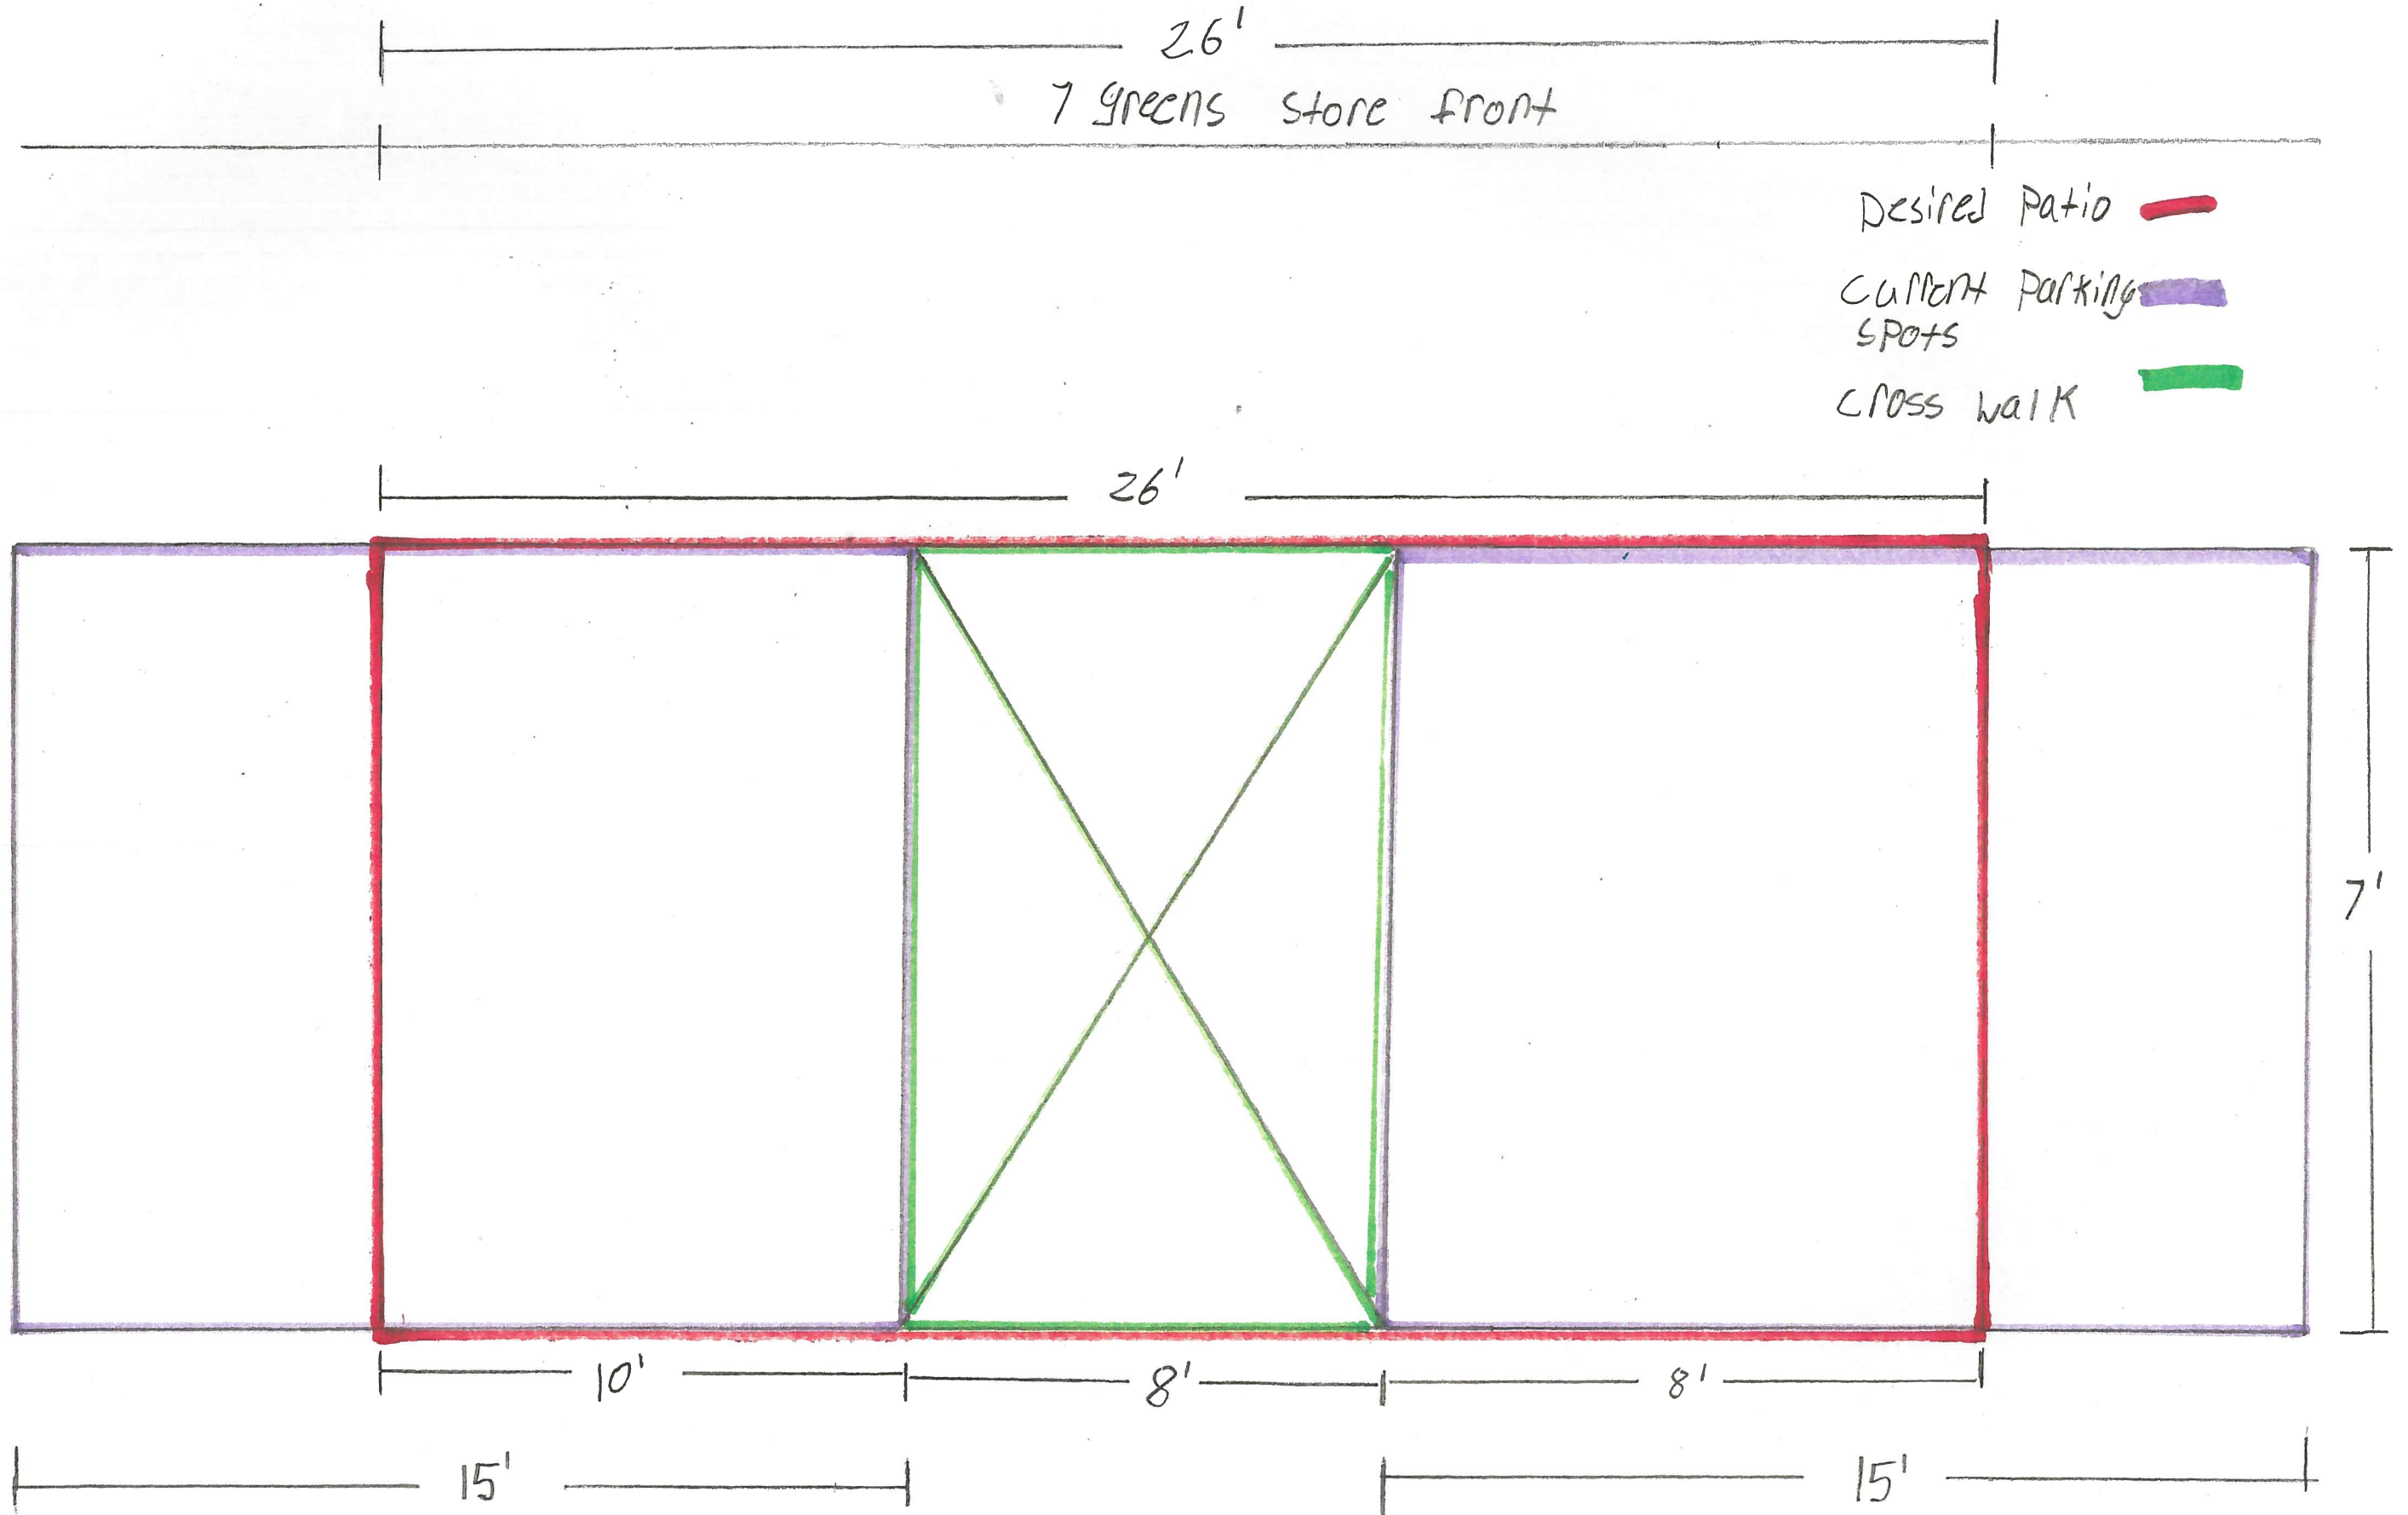 26'
7 greens store front
Desired Patio
Current Parking
spots
Cross walk
26'
7'
10'
8'
8'
15'
15'